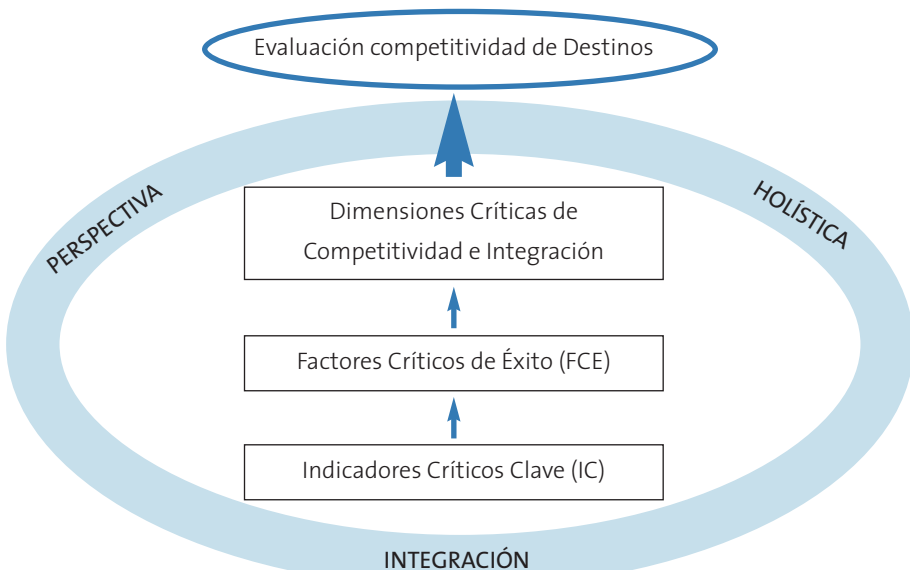 Evaluación competitividad de Destinos
PERSPECTIVA
HOLÍSTICA
Dimensiones Críticas de
Competitividad e Integración
Factores Críticos de Éxito (FCE)
Indicadores Críticos Clave (IC)
INTEGRACIÓN